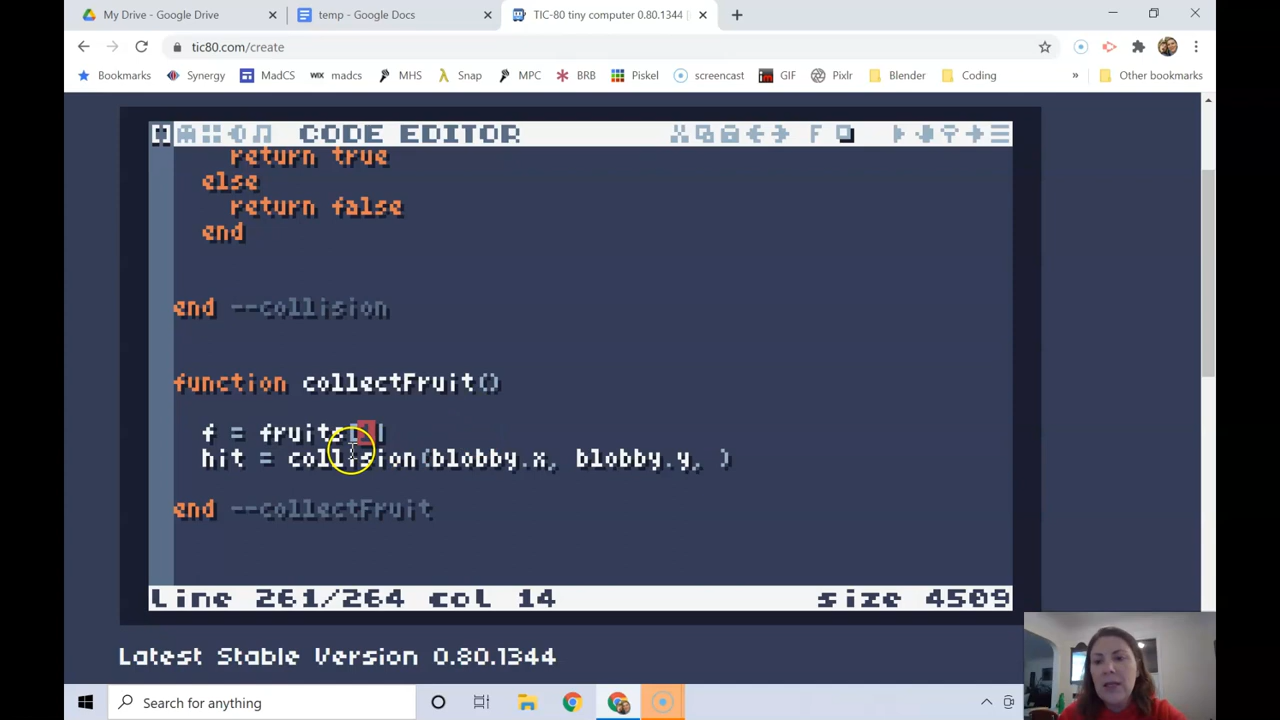 My Drive - Google Drive
temp - Google Docs
TIC-80 tiny computer 0.80.1344
tic80.com/create
Bookmarks
Synergy
MadCS
WIX madcs
MHS
Snap
MPC
BRB
Piskel
screencast
im GIF
Pixlr
Blender
Coding
»
Other bookmarks
CODE EDITOR
F
return true
else
return false
end
end --collision
function collectFruit()
f = fruits[ ]
hit = collision(blobby.x, blobby.y, )
end --collectFruit
Line 261/264 col 14
size 4509
Latest Stable Version 0.80.1344
Search for anything